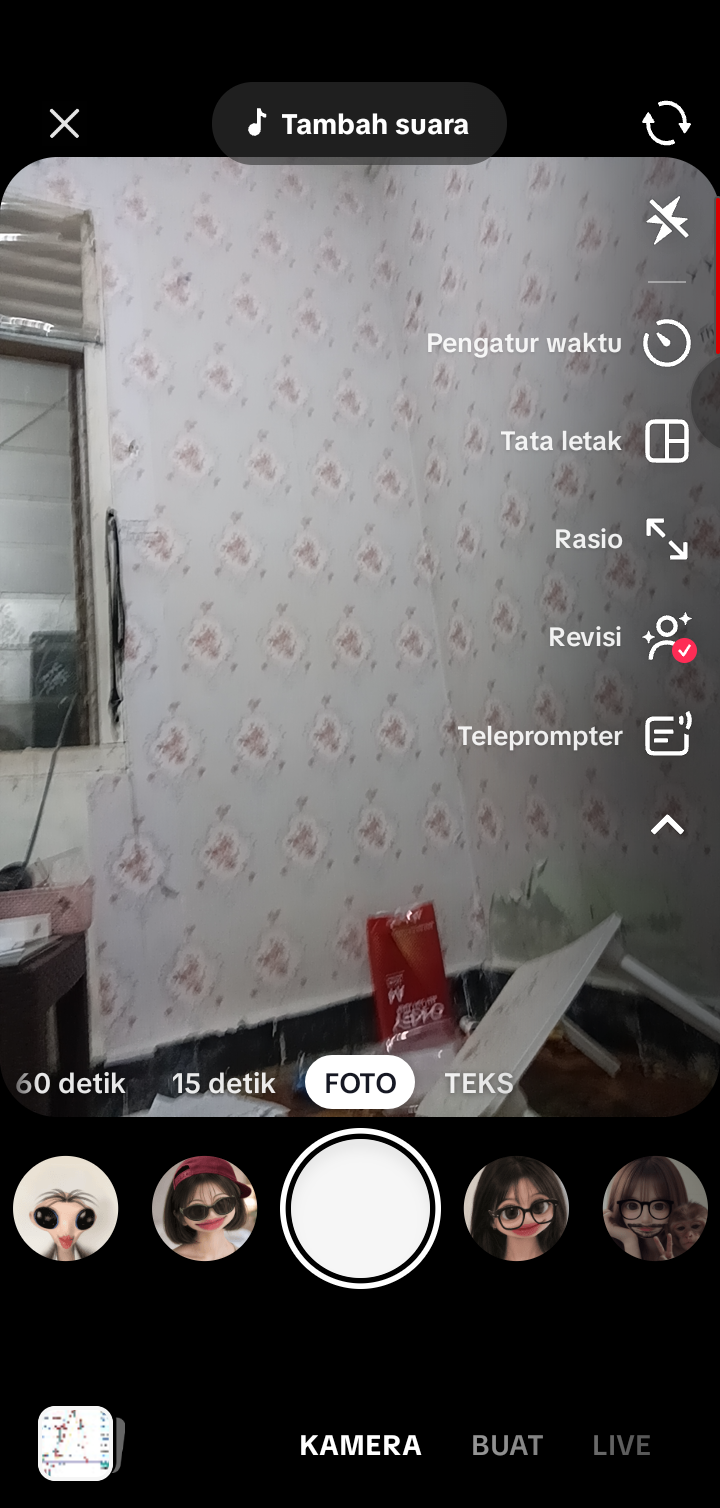 Tambah suara
Pengatur waktu
Tata letak
Rasio
Revisi
Teleprompter
60 detik
15 detik
FOTO
TEKS
KAMERA
BUAT
LIVE